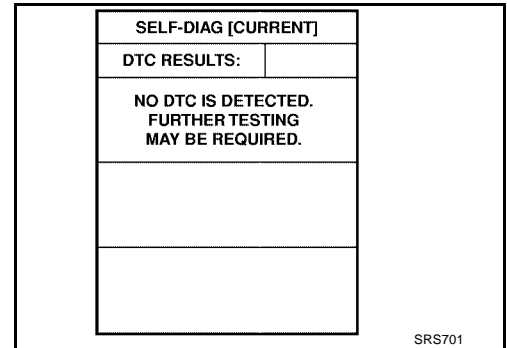 SELF-DIAG [CURRENT]
DTC RESULTS:
NO DTC IS DETECTED.
FURTHER TESTING
MAY BE REQUIRED.
SRS701